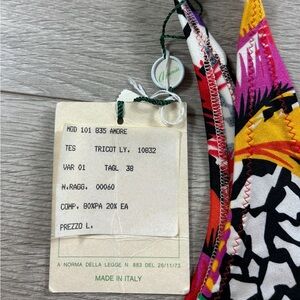 MOD 101 835 AMORE
TES TRICOT LY. 10032
VAR 01 TAGL 38
N.RAGG. 00060
COMP. 80%PA 20% EA
PREZZO L.
A NORMA DELLA LEGGE N. 883 DEL 26/11/73
MADE IN ITALY